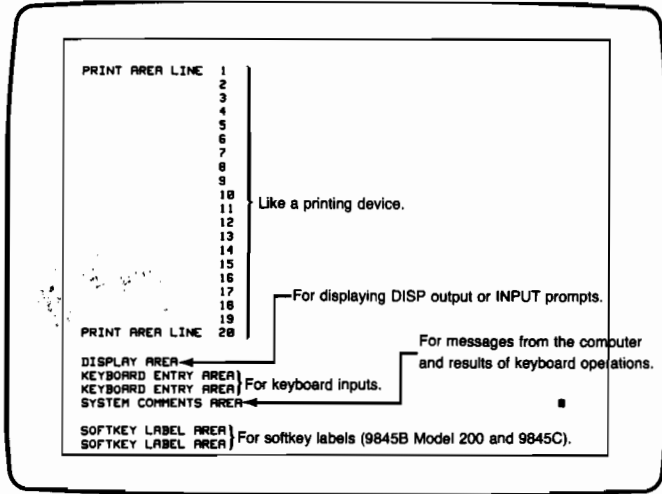 PRINT AREA LINE 1
2
3
4
5
6
7
8
9
10
11
12
13
14
15
16
17
18
19
PRINT AREA LINE 20
Like a printing device.
For displaying DISP output or INPUT prompts.
DISPLAY AREA
For messages from the computer
and results of keyboard operations.
KEYBOARD ENTRY AREA
KEYBOARD ENTRY AREA
For keyboard inputs.
SYSTEM COMMENTS AREA
SOFTKEY LABEL AREA
SOFTKEY LABEL AREA
For softkey labels (9845B Model 200 and 9845C).